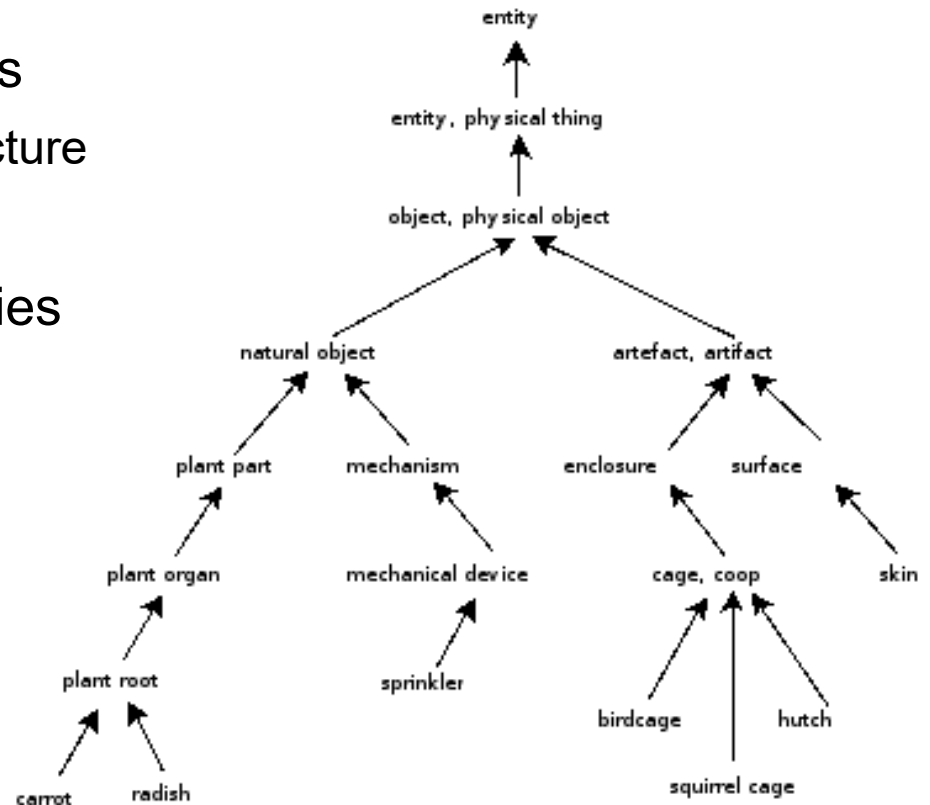 entity
s
entity, physical thing
cture
object, physical object
ies
natural object artefact, artifact
plant part mechanism enclosure surface
plant organ mechanical device cage, coop skin
plant root sprinkler
birdcage hutch
carrot radish squirrel cage